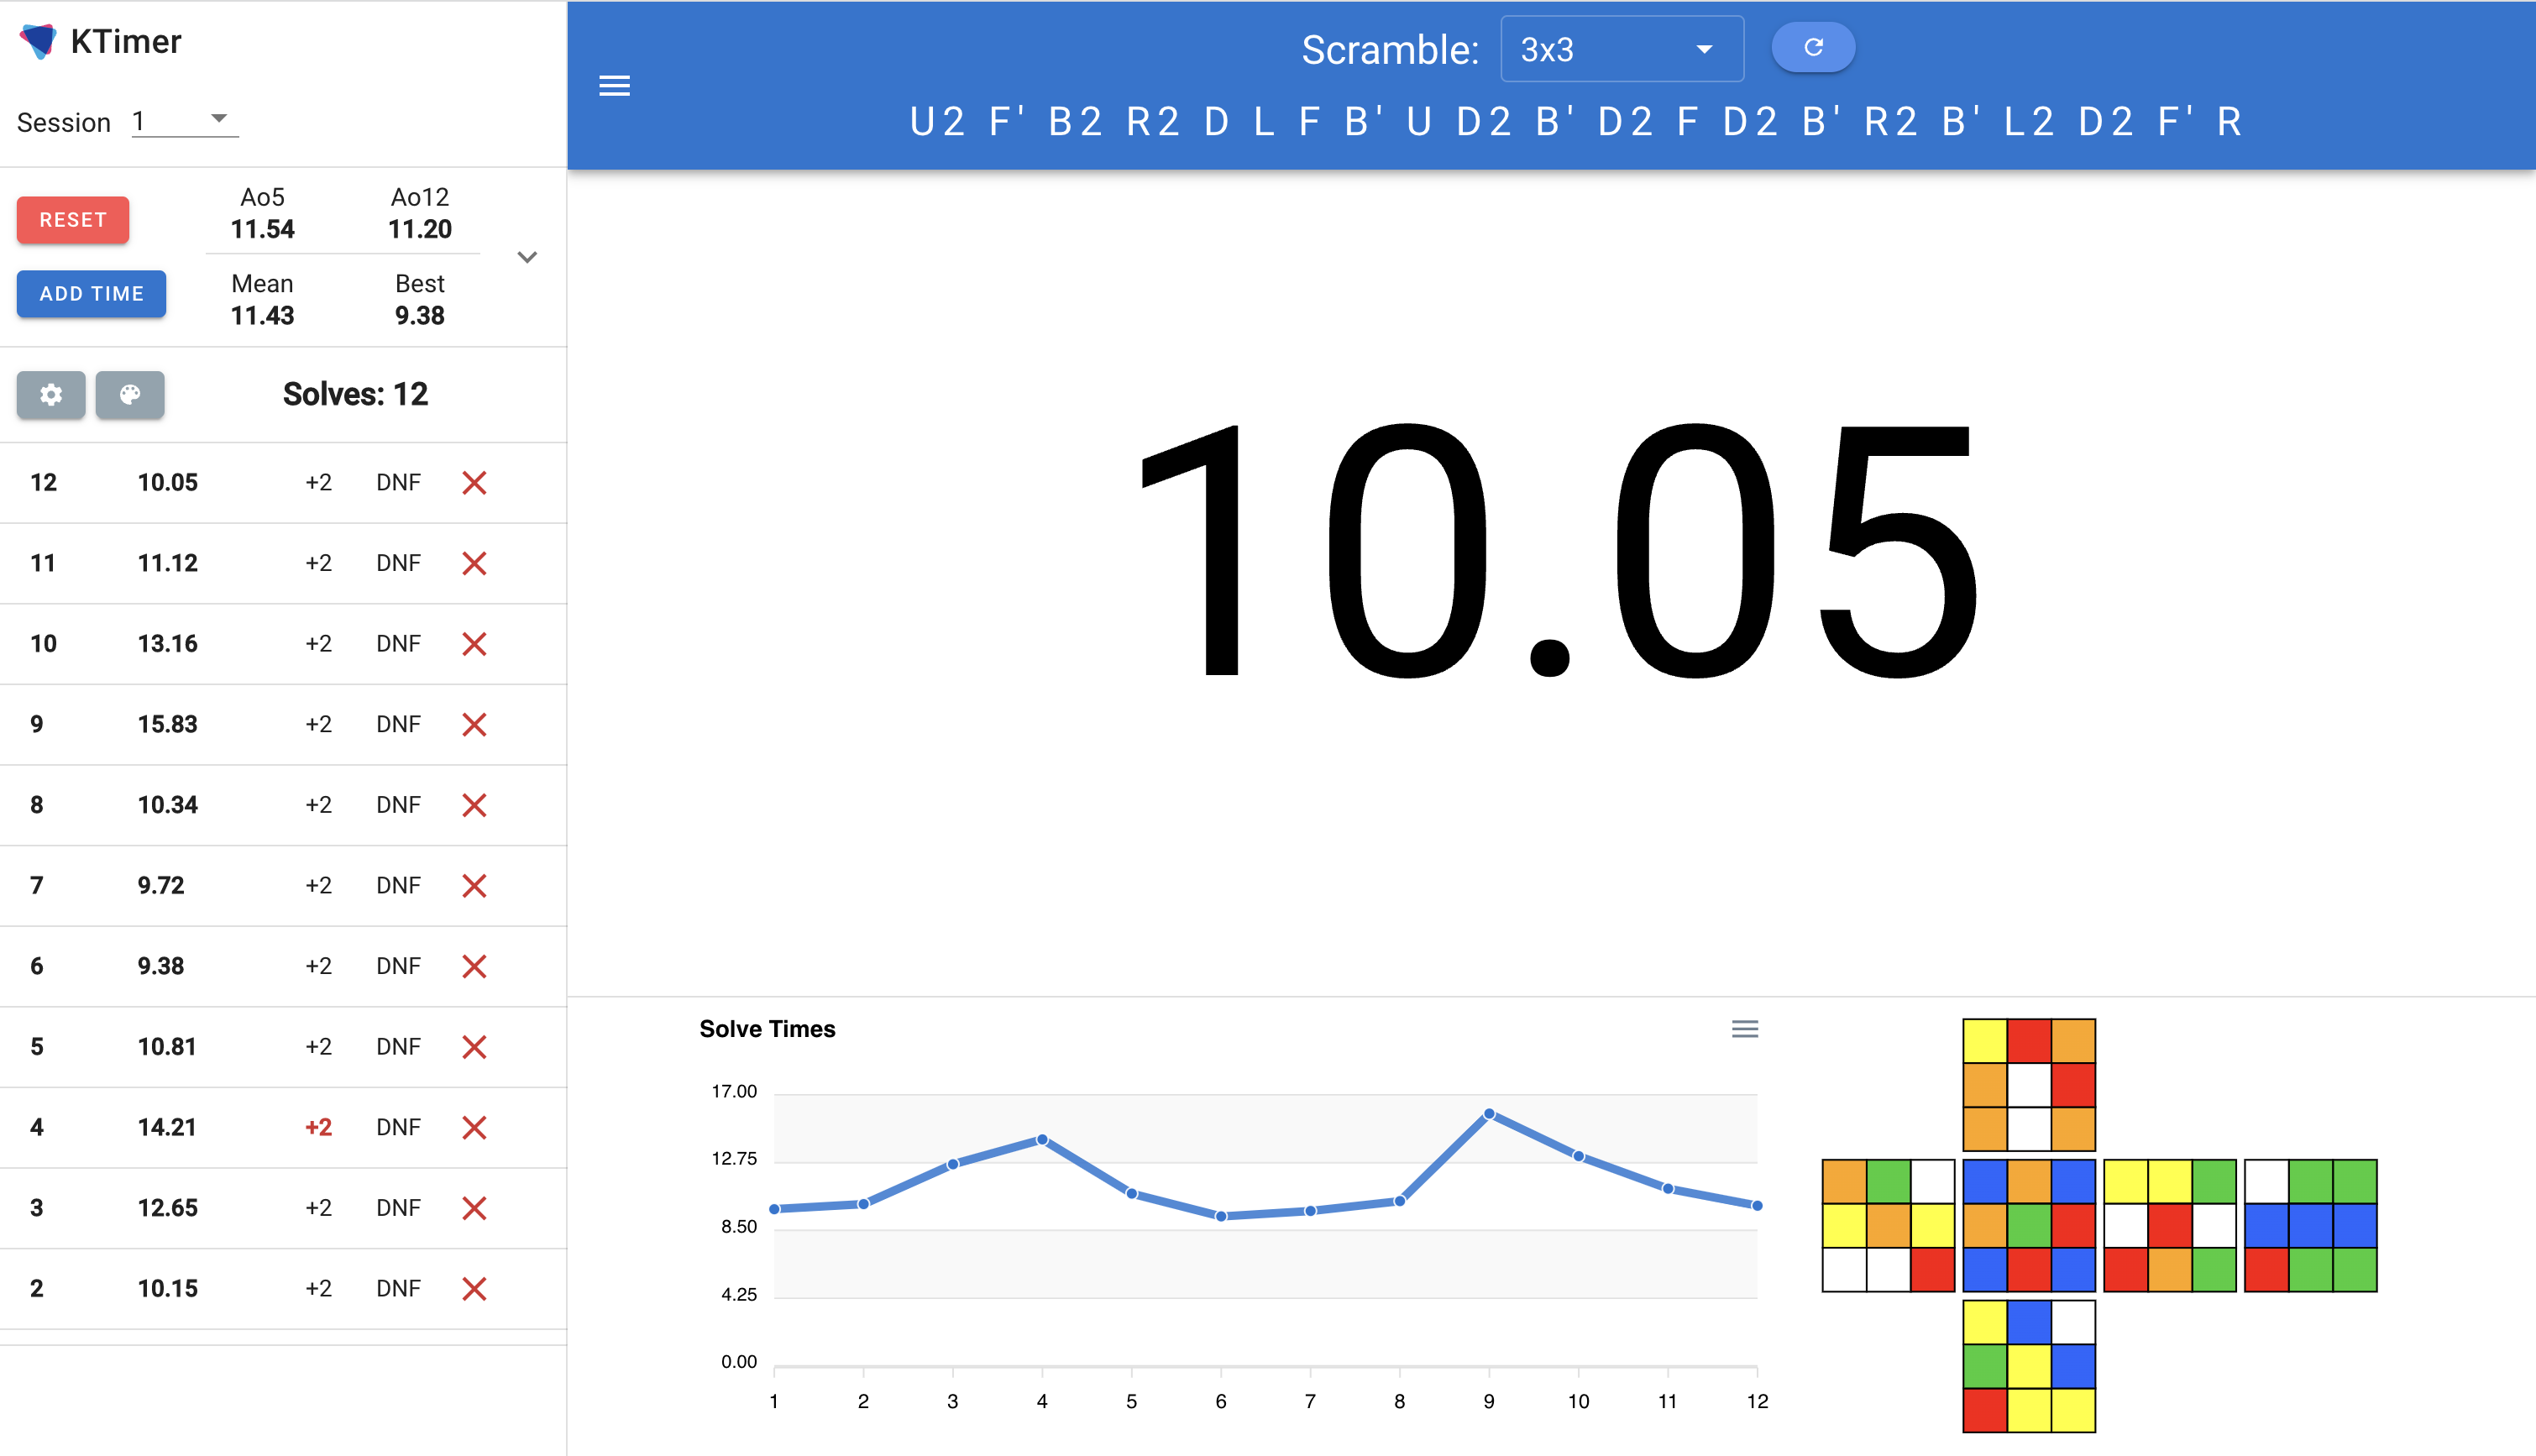 KTimer
Session 1
RESET
ADD TIME
Ao5 Ao12
11.54 11.20
Mean Best
11.43 9.38
Solves: 12
12 10.05 +2 DNF
11 11.12 +2 DNF
10 13.16 +2 DNF
9 15.83 +2 DNF
8 10.34 +2 DNF
7 9.72 +2 DNF
6 9.38 +2 DNF
5 10.81 +2 DNF
4 14.21 +2 DNF
3 12.65 +2 DNF
2 10.15 +2 DNF
Scramble: 3x3
U2 F' B2 R2 D L F B' U D2 B' D2 F D2 B' R2 B' L2 D2 F' R
10.05
Solve Times
17.00
12.75
8.50
4.25
0.00
1 2 3 4 5 6 7 8 9 10 11 12